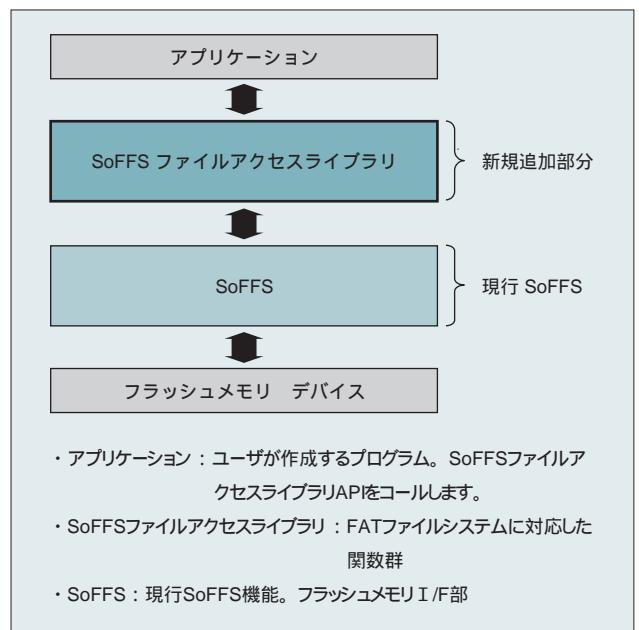 アプリケーション
SoFFS ファイルアクセスライブラリ
新規追加部分
SoFFS
現行 SoFFS
フラッシュメモリ　デバイス
・アプリケーション：ユーザが作成するプログラム。SoFFSファイルア
クセスライブラリAPIをコールします。
・SoFFSファイルアクセスライブラリ：FATファイルシステムに対応した
関数群
・SoFFS：現行SoFFS機能。フラッシュメモリI/F部